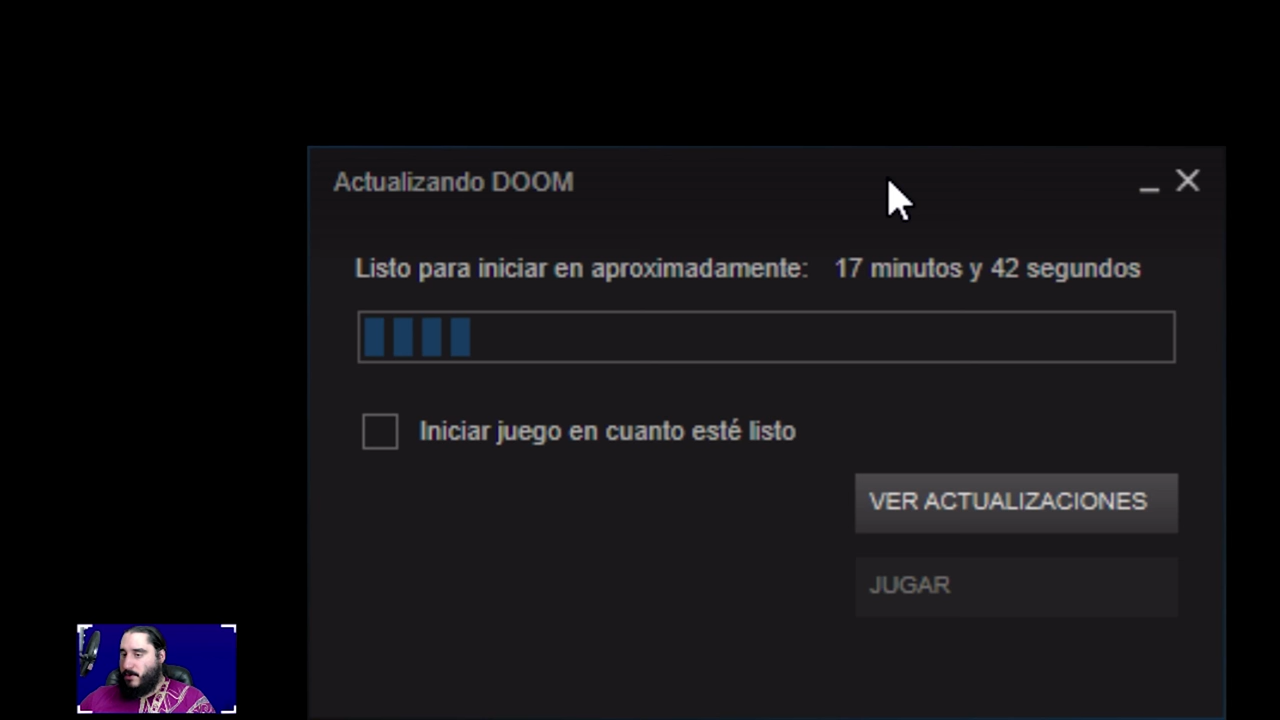 Actualizando DOOM
Listo para iniciar en aproximadamente: 17 minutos y 42 segundos
Iniciar juego en cuanto esté listo
VER ACTUALIZACIONES
JUGAR